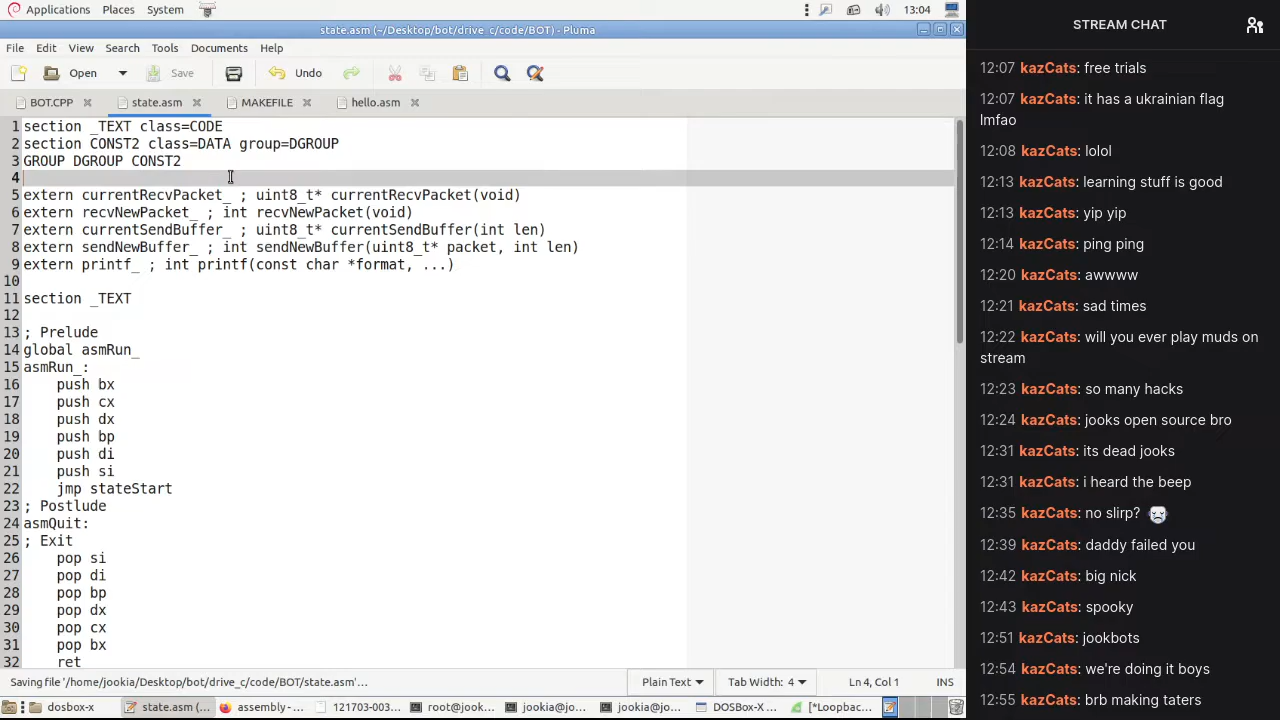 Applications Places System 13:04
state.asm (~/Desktop/bot/drive_c/code/BOT) - Pluma
File Edit View Search Tools Documents Help
Open Save Undo
BOT.CPP state.asm MAKEFILE hello.asm
1 section _TEXT class=CODE
2 section CONST2 class=DATA group=DGROUP
3 GROUP DGROUP CONST2
4
5 extern currentRecvPacket_ ; uint8_t* currentRecvPacket(void)
6 extern recvNewPacket_ ; int recvNewPacket(void)
7 extern currentSendBuffer_ ; uint8_t* currentSendBuffer(int len)
8 extern sendNewBuffer_ ; int sendNewBuffer(uint8_t* packet, int len)
9 extern printf_ ; int printf(const char *format, ...)
10
11 section _TEXT
12
13 ; Prelude
14 global asmRun_
15 asmRun_:
16 push bx
17 push cx
18 push dx
19 push bp
20 push di
21 push si
22 jmp stateStart
23 ; Postlude
24 asmQuit:
25 ; Exit
26 pop si
27 pop di
28 pop bp
29 pop dx
30 pop cx
31 pop bx
32 ret
Saving file '/home/jookia/Desktop/bot/drive_c/code/BOT/state.asm'... Plain Text Tab Width: 4 Ln 4, Col 1 INS
dosbox-x state.asm (... assembly -... 121703-003... root@jook... jookia@jo... jookia@jo... DOSBox-X ... [*Loopbac...
STREAM CHAT
12:07 kazCats: free trials
12:07 kazCats: it has a ukrainian flag
lmfao
12:08 kazCats: lolol
12:13 kazCats: learning stuff is good
12:13 kazCats: yip yip
12:14 kazCats: ping ping
12:20 kazCats: awwww
12:21 kazCats: sad times
12:22 kazCats: will you ever play muds on
stream
12:23 kazCats: so many hacks
12:24 kazCats: jooks open source bro
12:31 kazCats: its dead jooks
12:31 kazCats: i heard the beep
12:35 kazCats: no slirp?
12:39 kazCats: daddy failed you
12:42 kazCats: big nick
12:43 kazCats: spooky
12:51 kazCats: jookbots
12:54 kazCats: we're doing it boys
12:55 kazCats: brb making taters